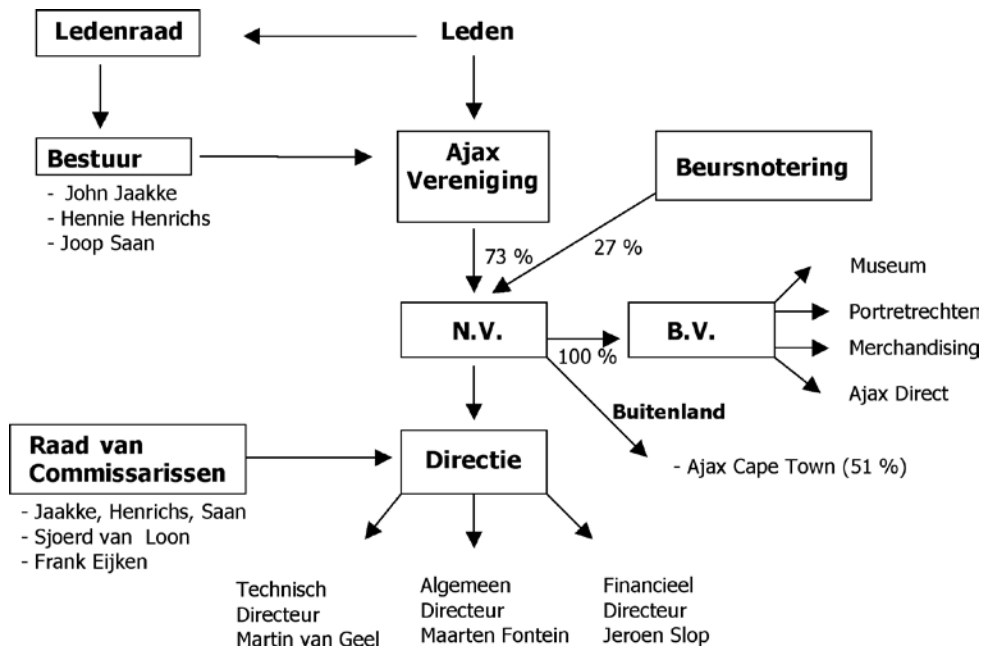 Ledenraad
Leden
Bestuur
- John Jaakke
- Hennie Henrichs
- Joop Saan
Ajax
Vereniging
Beursnotering
73 %
27 %
N.V.
100 %
B.V.
Museum
Portretrechten
Merchandising
Ajax Direct
Buitenland
- Ajax Cape Town (51 %)
Raad van
Commissarissen
- Jaakke, Henrichs, Saan
- Sjoerd van Loon
- Frank Eijken
Directie
Technisch
Directeur
Martin van Geel
Algemeen
Directeur
Maarten Fontein
Financieel
Directeur
Jeroen Slop